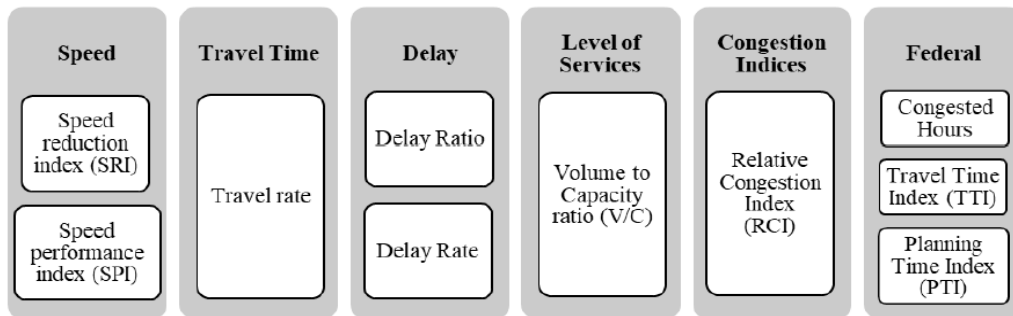 Speed
Speed
reduction
index (SRI)
Speed
performance
index (SPI)
Travel Time
Travel rate
Delay
Delay Ratio
Delay Rate
Level of
Services
Volume to
Capacity
ratio (V/C)
Congestion
Indices
Relative
Congestion
Index
(RCI)
Federal
Congested
Hours
Travel Time
Index (TTI)
Planning
Time Index
(PTI)